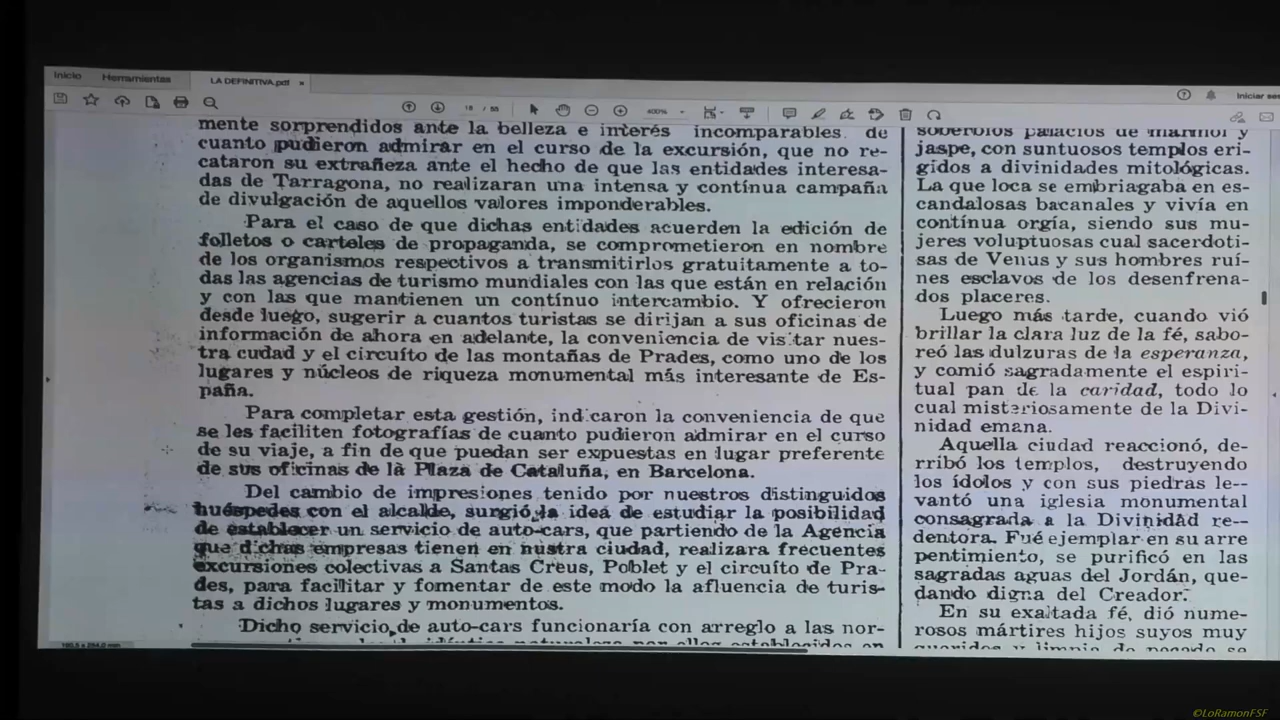 Inicio Herramientas LA DEFINITIVA.pdf ×
18 / 55 400% Iniciar ses
mente sorprendidos ante la belleza e interés incomparables de
cuanto pudieron admirar en el curso de la excursión, que no re-
cataron su extrañeza ante el hecho de que las entidades interesa-
das de Tarragona, no realizaran una intensa y contínua campaña
de divulgación de aquellos valores imponderables.
Para el caso de que dichas entidades acuerden la edición de
folletos o carteles de propaganda, se comprometieron en nombre
de los organismos respectivos a transmitirlos gratuitamente a to-
das las agencias de turismo mundiales con las que están en relación
y con las que mantienen un contínuo intercambio. Y ofrecieron
desde luego, sugerir a cuantos turistas se dirijan a sus oficinas de
información de ahora en adelante, la conveniencia de visitar nues-
tra cudad y el circuíto de las montañas de Prades, como uno de los
lugares y núcleos de riqueza monumental más interesante de Es-
paña.
Para completar esta gestión, indicaron la conveniencia de que
se les faciliten fotografías de cuanto pudieron admirar en el curso
de su viaje, a fin de que puedan ser expuestas en lugar preferente
de sus oficinas de là Plaza de Cataluña, en Barcelona.
Del cambio de impresiones tenido por nuestros distinguidos
huéspedes con el alcalde, surgió la idea de estudiar la posibilidad
de establecer un servicio de auto-cars, que partiendo de la Agencia
que dichas empresas tienen en nustra ciudad, realizara frecuentes
excursiones colectivas a Santas Creus, Poblet y el circuíto de Pra-
des, para facilitar y fomentar de este modo la afluencia de turis-
tas a dichos lugares y monumentos.
Dicho servicio de auto-cars funcionaría con arreglo a las nor-
soberbios palacios de mármol y
jaspe, con suntuosos templos eri-
gidos a divinidades mitológicas.
La que loca se embriagaba en es-
candalosas bacanales y vivía en
contínua orgía, siendo sus mu-
jeres voluptuosas cual sacerdoti-
sas de Venus y sus hombres ruí-
nes esclavos de los desenfrena-
dos placeres.
Luego más tarde, cuando vió
brillar la clara luz de la fé, sabo-
reó las dulzuras de la esperanza,
y comió sagradamente el espiri-
tual pan de la caridad, todo lo
cual misteriosamente de la Divi-
nidad emana.
Aquella ciudad reaccionó, de-
rribó los templos, destruyendo
los ídolos y con sus piedras le-
vantó una iglesia monumental
consagrada a la Divinidad re-
dentora. Fué ejemplar en su arre
pentimiento, se purificó en las
sagradas aguas del Jordán, que-
dando digna del Creador.
En su exaltada fé, dió nume-
rosos mártires hijos suyos muy
queridos y limpia de pecado se
©LoRamonFSF